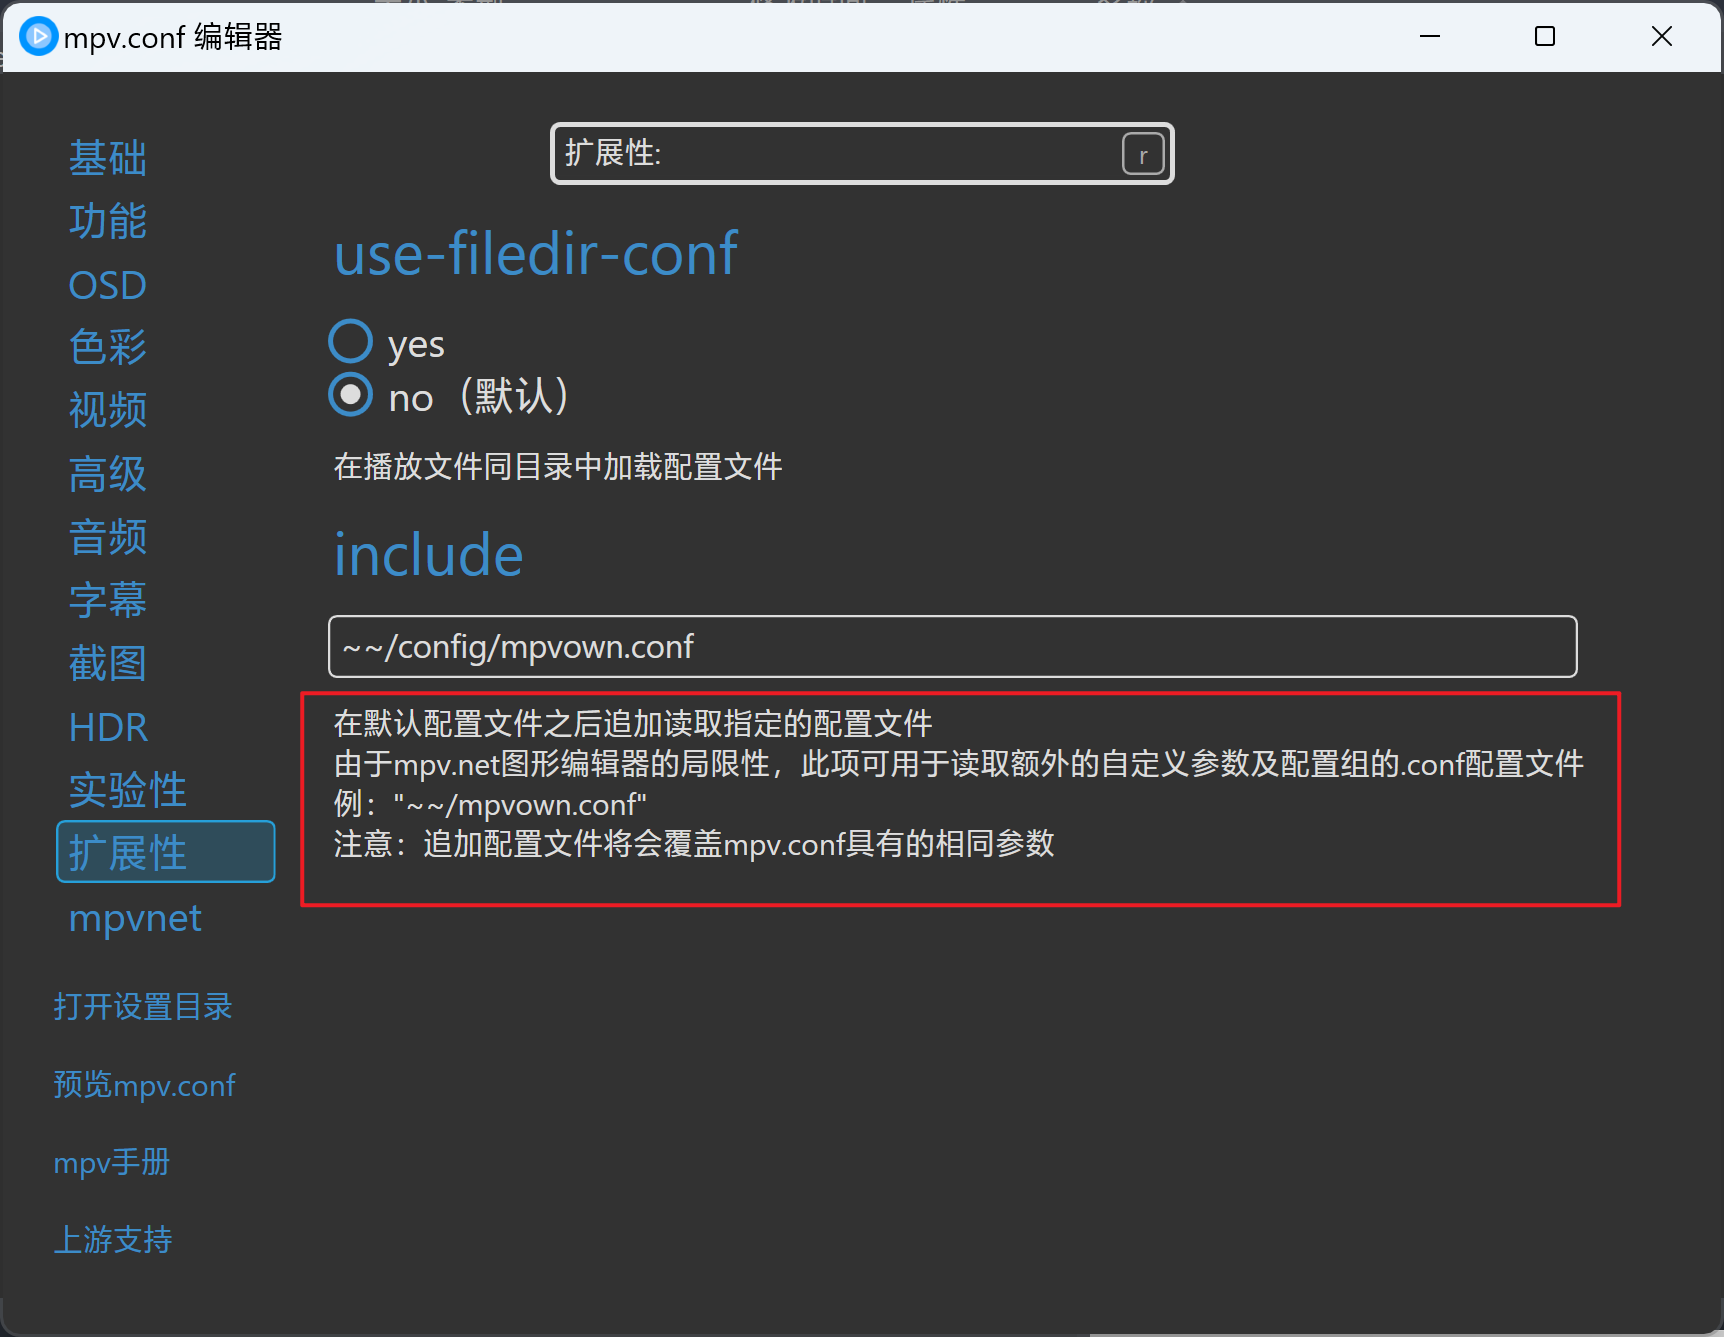 mpv.conf 编辑器
扩展性:
r
基础
功能
OSD
色彩
视频
高级
音频
字幕
截图
HDR
实验性
扩展性
mpvnet
打开设置目录
预览mpv.conf
mpv手册
上游支持
use-filedir-conf
yes
no（默认）
在播放文件同目录中加载配置文件
include
~~/config/mpvown.conf
在默认配置文件之后追加读取指定的配置文件
由于mpv.net图形编辑器的局限性，此项可用于读取额外的自定义参数及配置组的.conf配置文件
例："~~/mpvown.conf"
注意：追加配置文件将会覆盖mpv.conf具有的相同参数